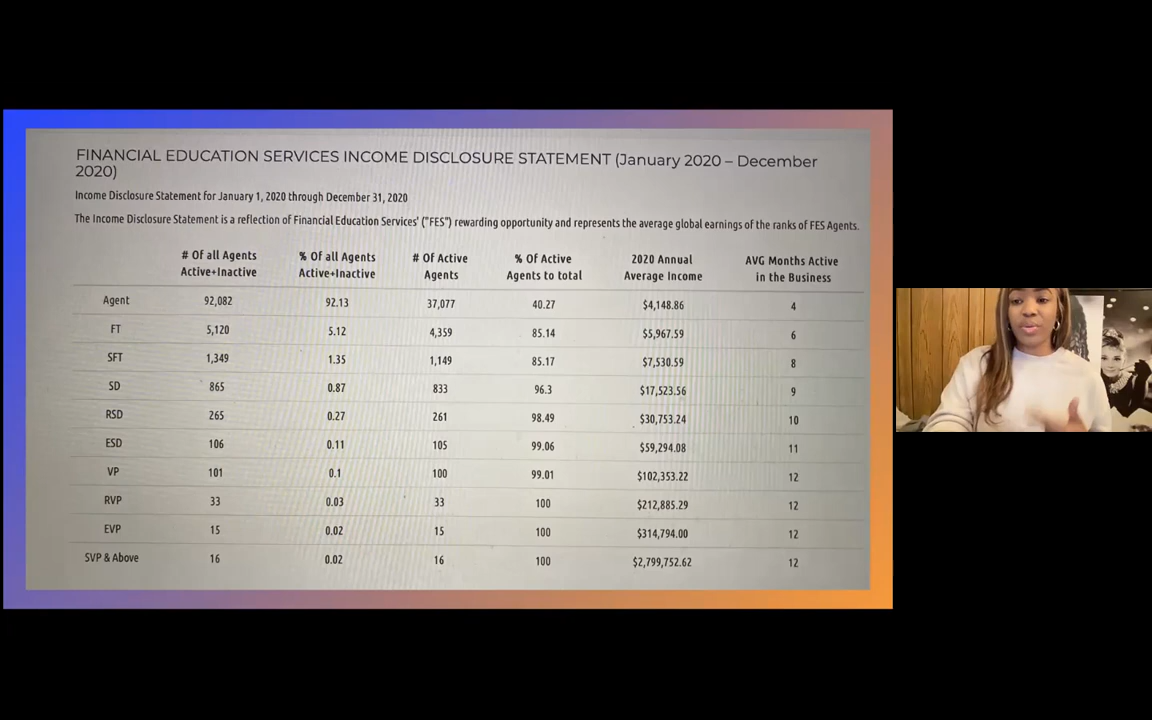 FINANCIAL EDUCATION SERVICES INCOME DISCLOSURE STATEMENT (January 2020 – December
2020)
Income Disclosure Statement for January 1, 2020 through December 31, 2020
The Income Disclosure Statement is a reflection of Financial Education Services' ("FES") rewarding opportunity and represents the average global earnings of the ranks of FES Agents.
# Of all Agents % Of all Agents # Of Active % Of Active 2020 Annual AVG Months Active
Active+Inactive Active+Inactive Agents Agents to total Average Income in the Business
Agent 92,082 92.13 37,077 40.27 $4,148.86 4
FT 5,120 5.12 4,359 85.14 $5,967.59 6
SFT 1,349 1.35 1,149 85.17 $7,530.59 8
SD 865 0.87 833 96.3 $17,523.56 9
RSD 265 0.27 261 98.49 $30,753.24 10
ESD 106 0.11 105 99.06 $59,294.08 11
VP 101 0.1 100 99.01 $102,353.22 12
RVP 33 0.03 33 100 $212,885.29 12
EVP 15 0.02 15 100 $314,794.00 12
SVP & Above 16 0.02 16 100 $2,799,752.62 12